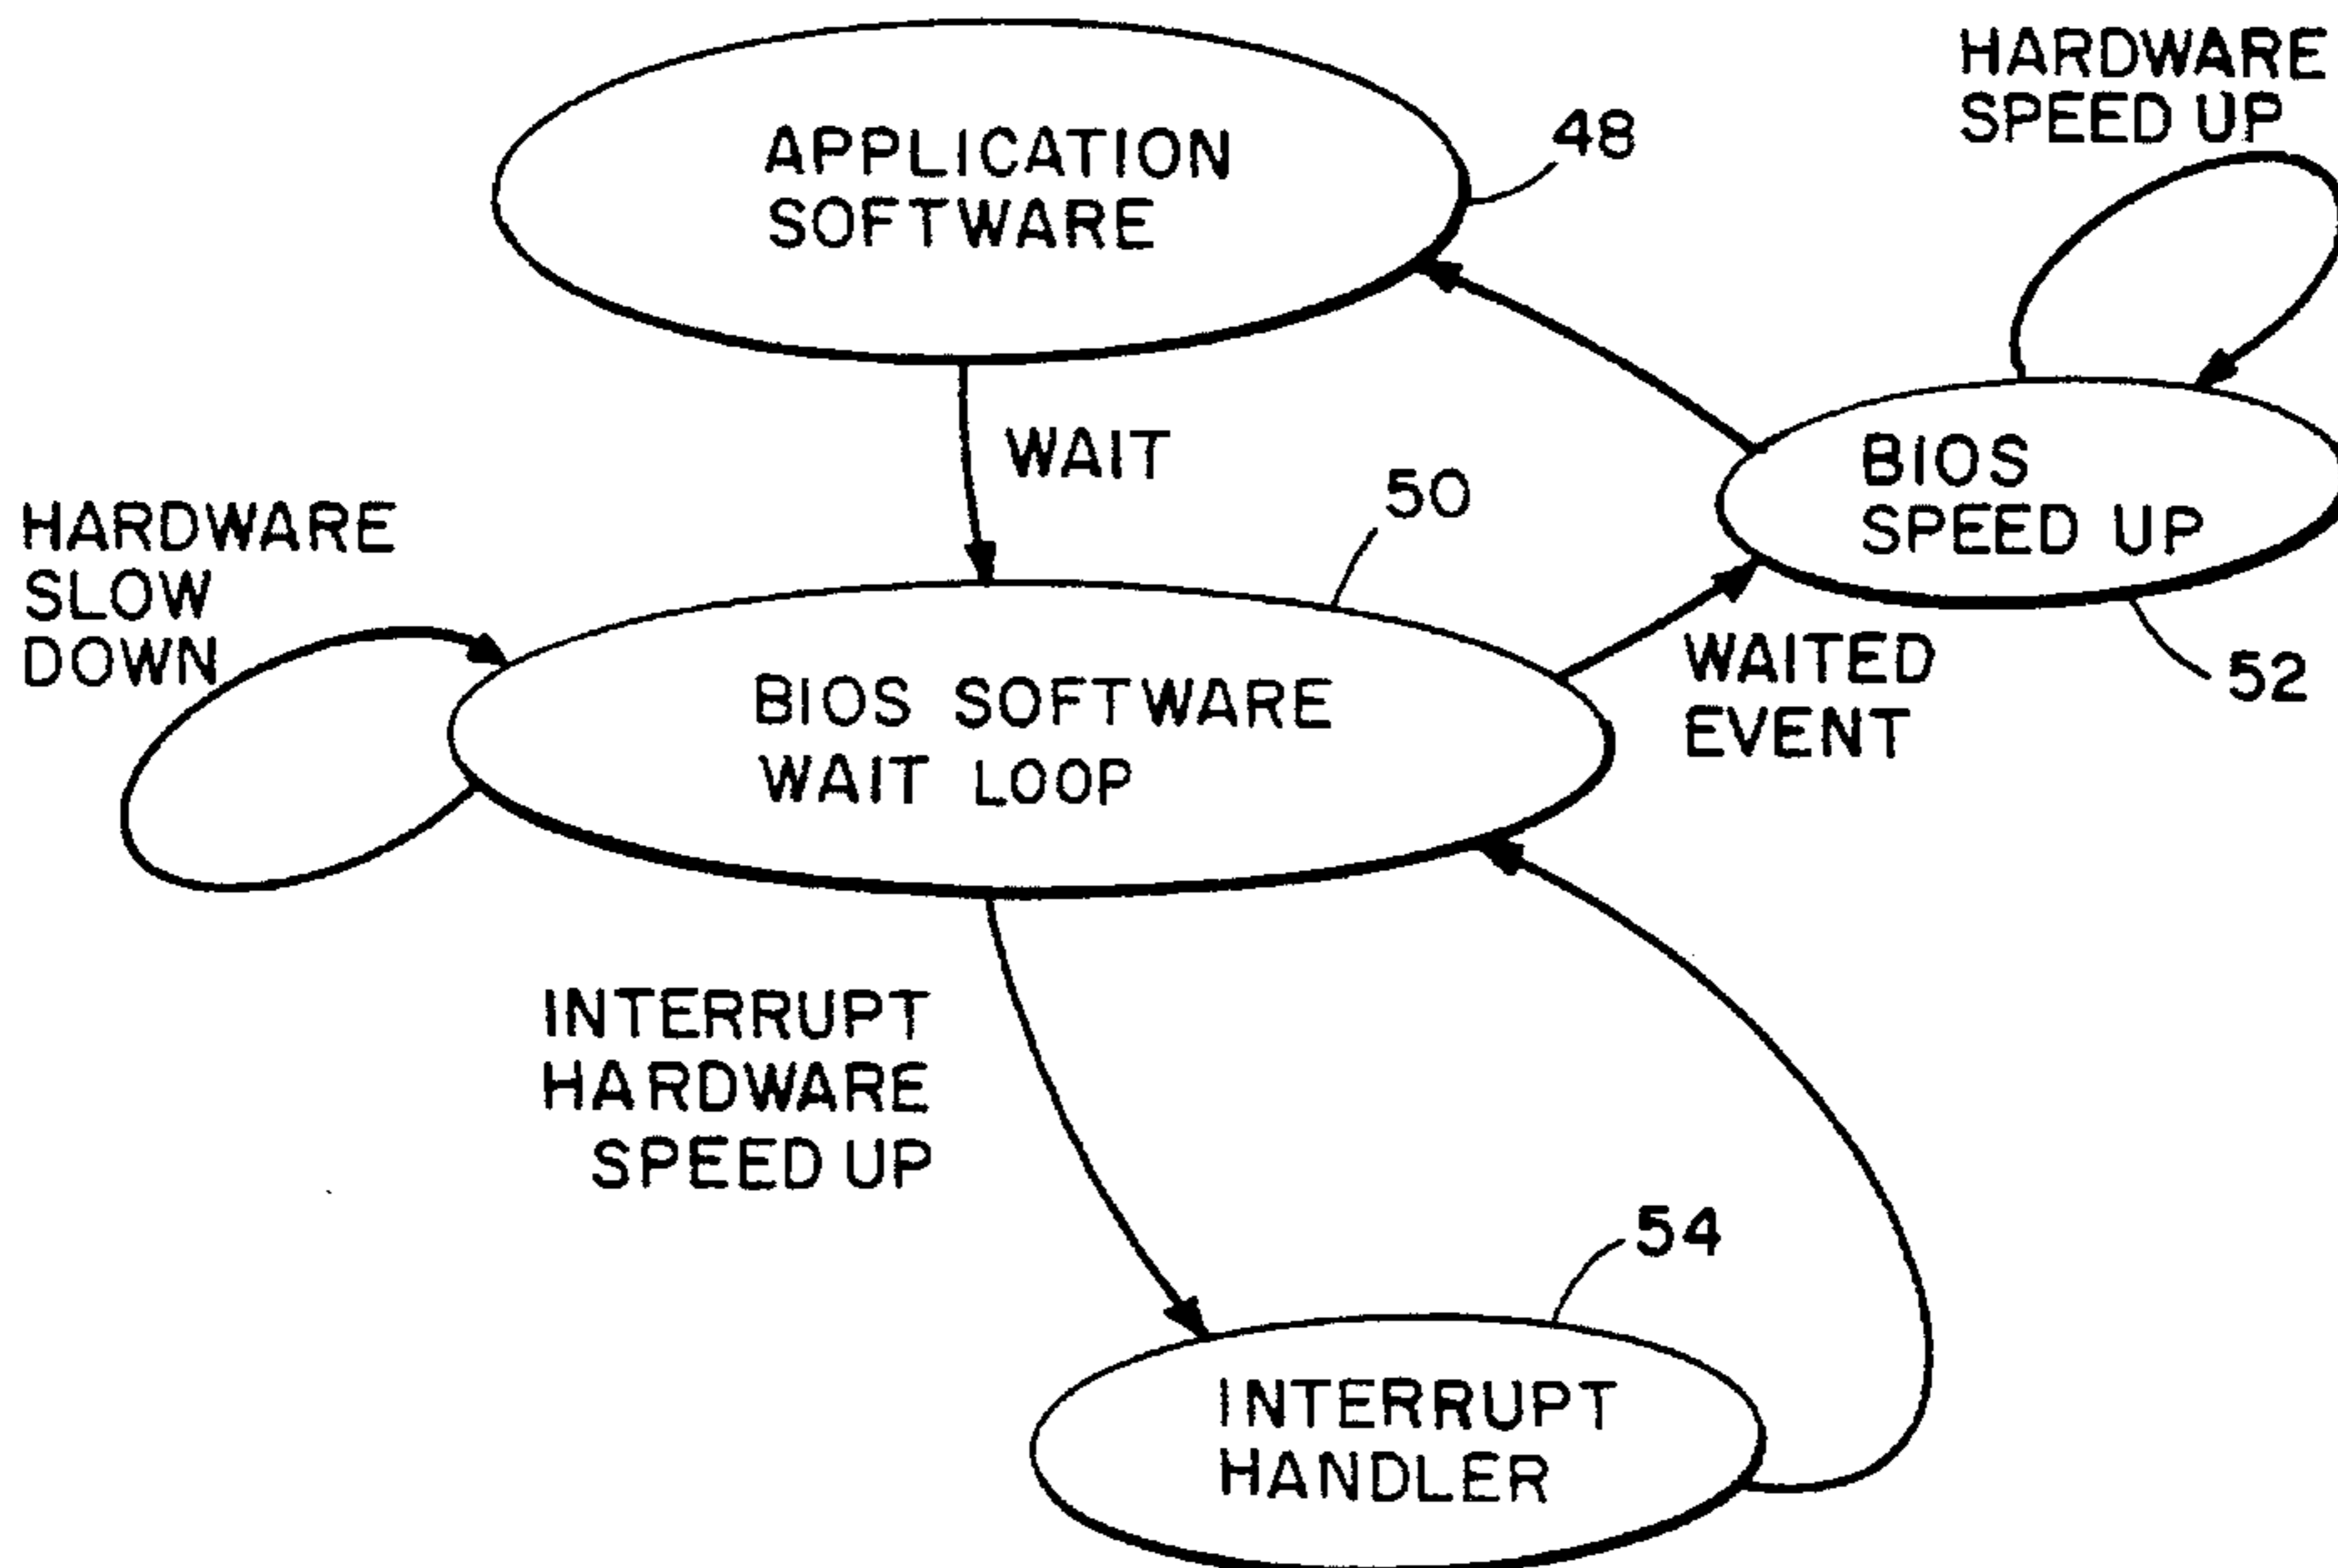 HARDWARE
SPEED UP
APPLICATION
SOFTWARE
48
WAIT
50
BIOS
SPEED UP
HARDWARE
SLOW
DOWN
WAITED
EVENT
52
BIOS SOFTWARE
WAIT LOOP
INTERRUPT
HARDWARE
SPEED UP
54
INTERRUPT
HANDLER